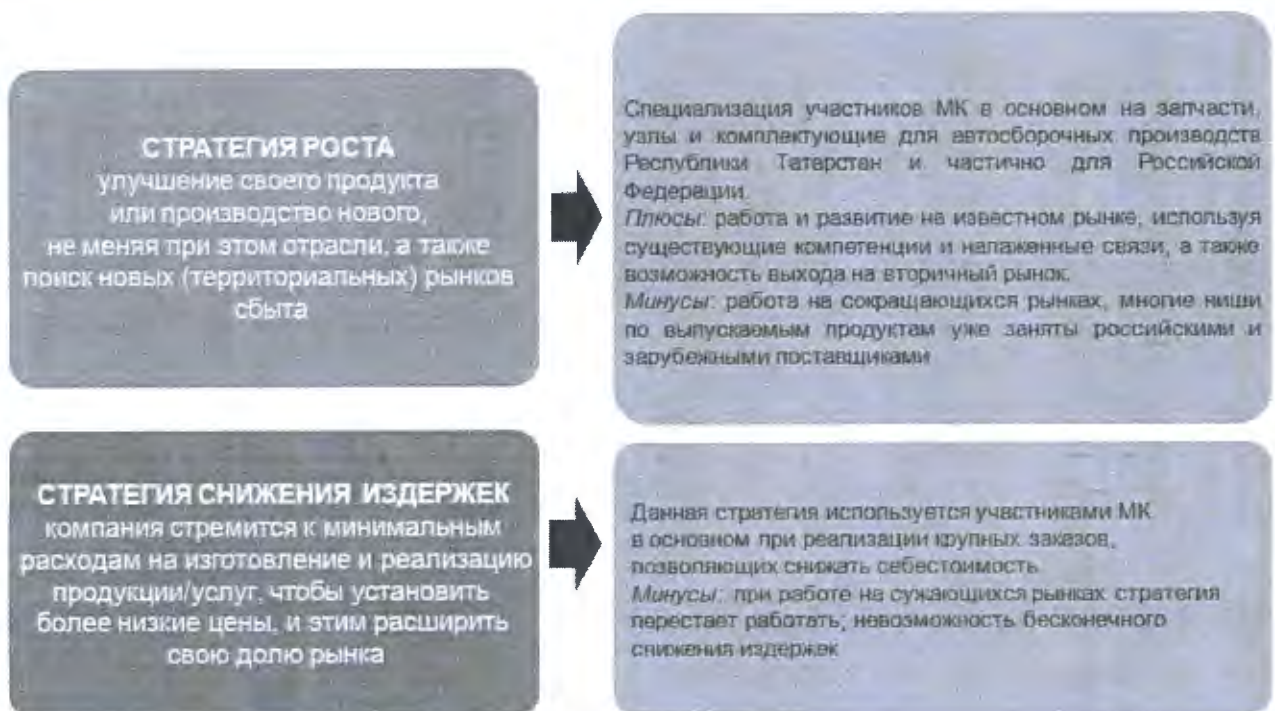 СТРАТЕГИЯ РОСТА
улучшение своего продукта
или производство нового,
не меняя при этом отрасли, а также
поиск новых (территориальных) рынков
сбыта
Специализация участников МК в основном на запчасти,
узлы и комплектующие для автосборочных производств
Республики Татарстан и частично для Российской
Федерации.
Плюсы: работа и развитие на известном рынке, используя
существующие компетенции и налаженные связи, а также
возможность выхода на вторичный рынок.
Минусы: работа на сокращающихся рынках, многие ниши
по выпускаемым продуктам уже заняты российскими и
зарубежными поставщиками
СТРАТЕГИЯ СНИЖЕНИЯ ИЗДЕРЖЕК
компания стремится к минимальным
расходам на изготовление и реализацию
продукции/услуг, чтобы установить
более низкие цены, и этим расширить
свою долю рынка
Данная стратегия используется участниками МК
в основном при реализации крупных заказов,
позволяющих снижать себестоимость.
Минусы: при работе на сужающихся рынках стратегия
перестает работать; невозможность бесконечного
снижения издержек